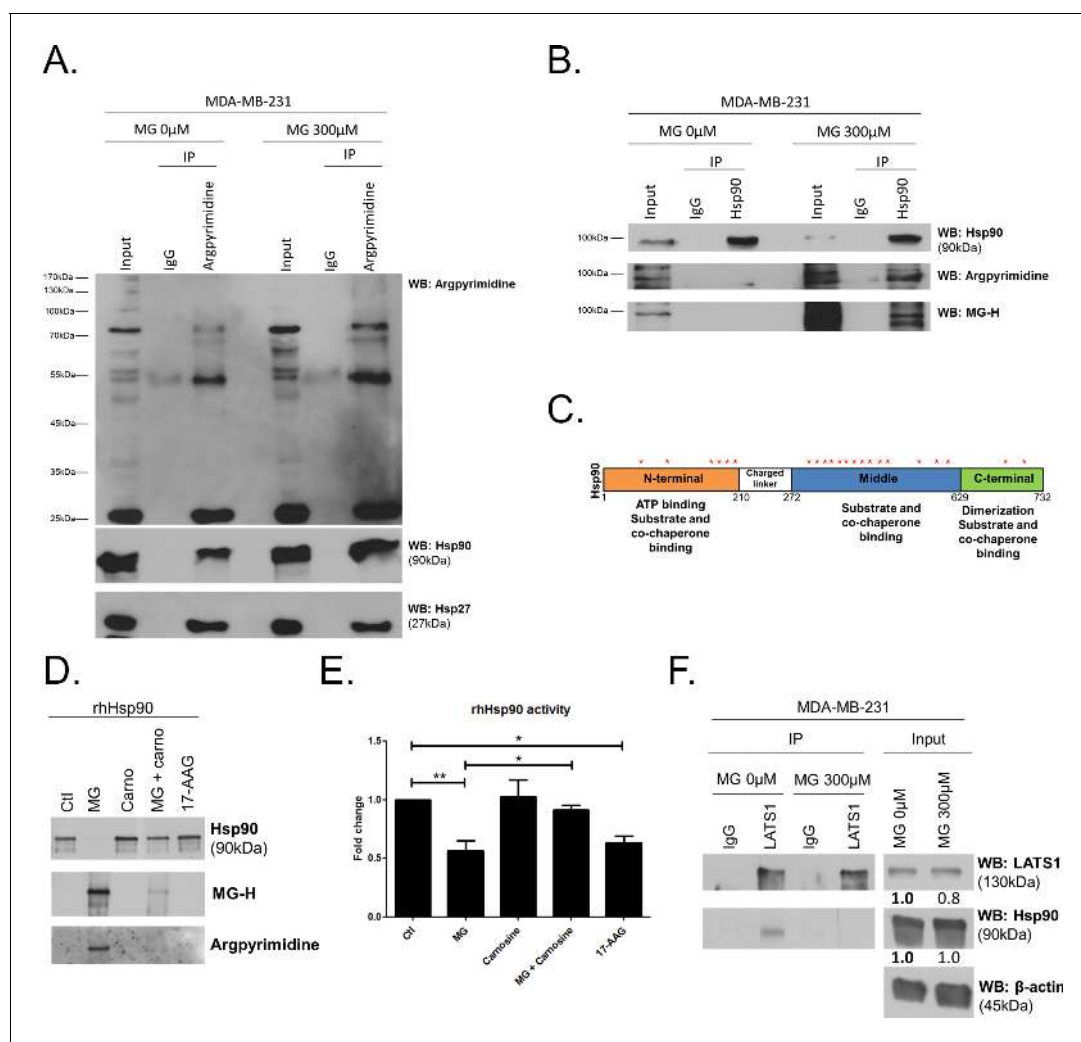 A.
MDA-MB-231
MG 0µM
MG 300µM
IP
IP
Input
IgG
Argpyrimidine
Input
IgG
Argpyrimidine
170kDa
130kDa
100kDa
70kDa
55kDa
45kDa
35kDa
25kDa
WB: Argpyrimidine
WB: Hsp90
(90kDa)
WB: Hsp27
(27kDa)
B.
MDA-MB-231
MG 0µM
MG 300µM
IP
IP
Input
IgG
Hsp90
Input
IgG
Hsp90
100kDa
100kDa
WB: Hsp90
(90kDa)
100kDa
100kDa
WB: Argpyrimidine
100kDa
100kDa
WB: MG-H
C.
Hsp90
N-terminal
Charged
linker
Middle
C-terminal
1
210
272
629
732
ATP binding
Substrate and
co-chaperone
binding
Substrate and
co-chaperone
binding
Dimerization
Substrate and
co-chaperone
binding
D.
rhHsp90
Ctl
MG
Carno
MG + carno
17-AAG
Hsp90
(90kDa)
MG-H
Argpyrimidine
E.
rhHsp90 activity
Fold change
1.5
1.0
0.5
0.0
*
*
**
Ctl
MG
Carnosine
MG + Carnosine
17-AAG
F.
MDA-MB-231
IP
Input
MG 0µM
MG 300µM
IgG
LATS1
IgG
LATS1
MG 0µM
MG 300µM
WB: LATS1
(130kDa)
1.0 0.8
WB: Hsp90
(90kDa)
1.0 1.0
WB: β-actin
(45kDa)